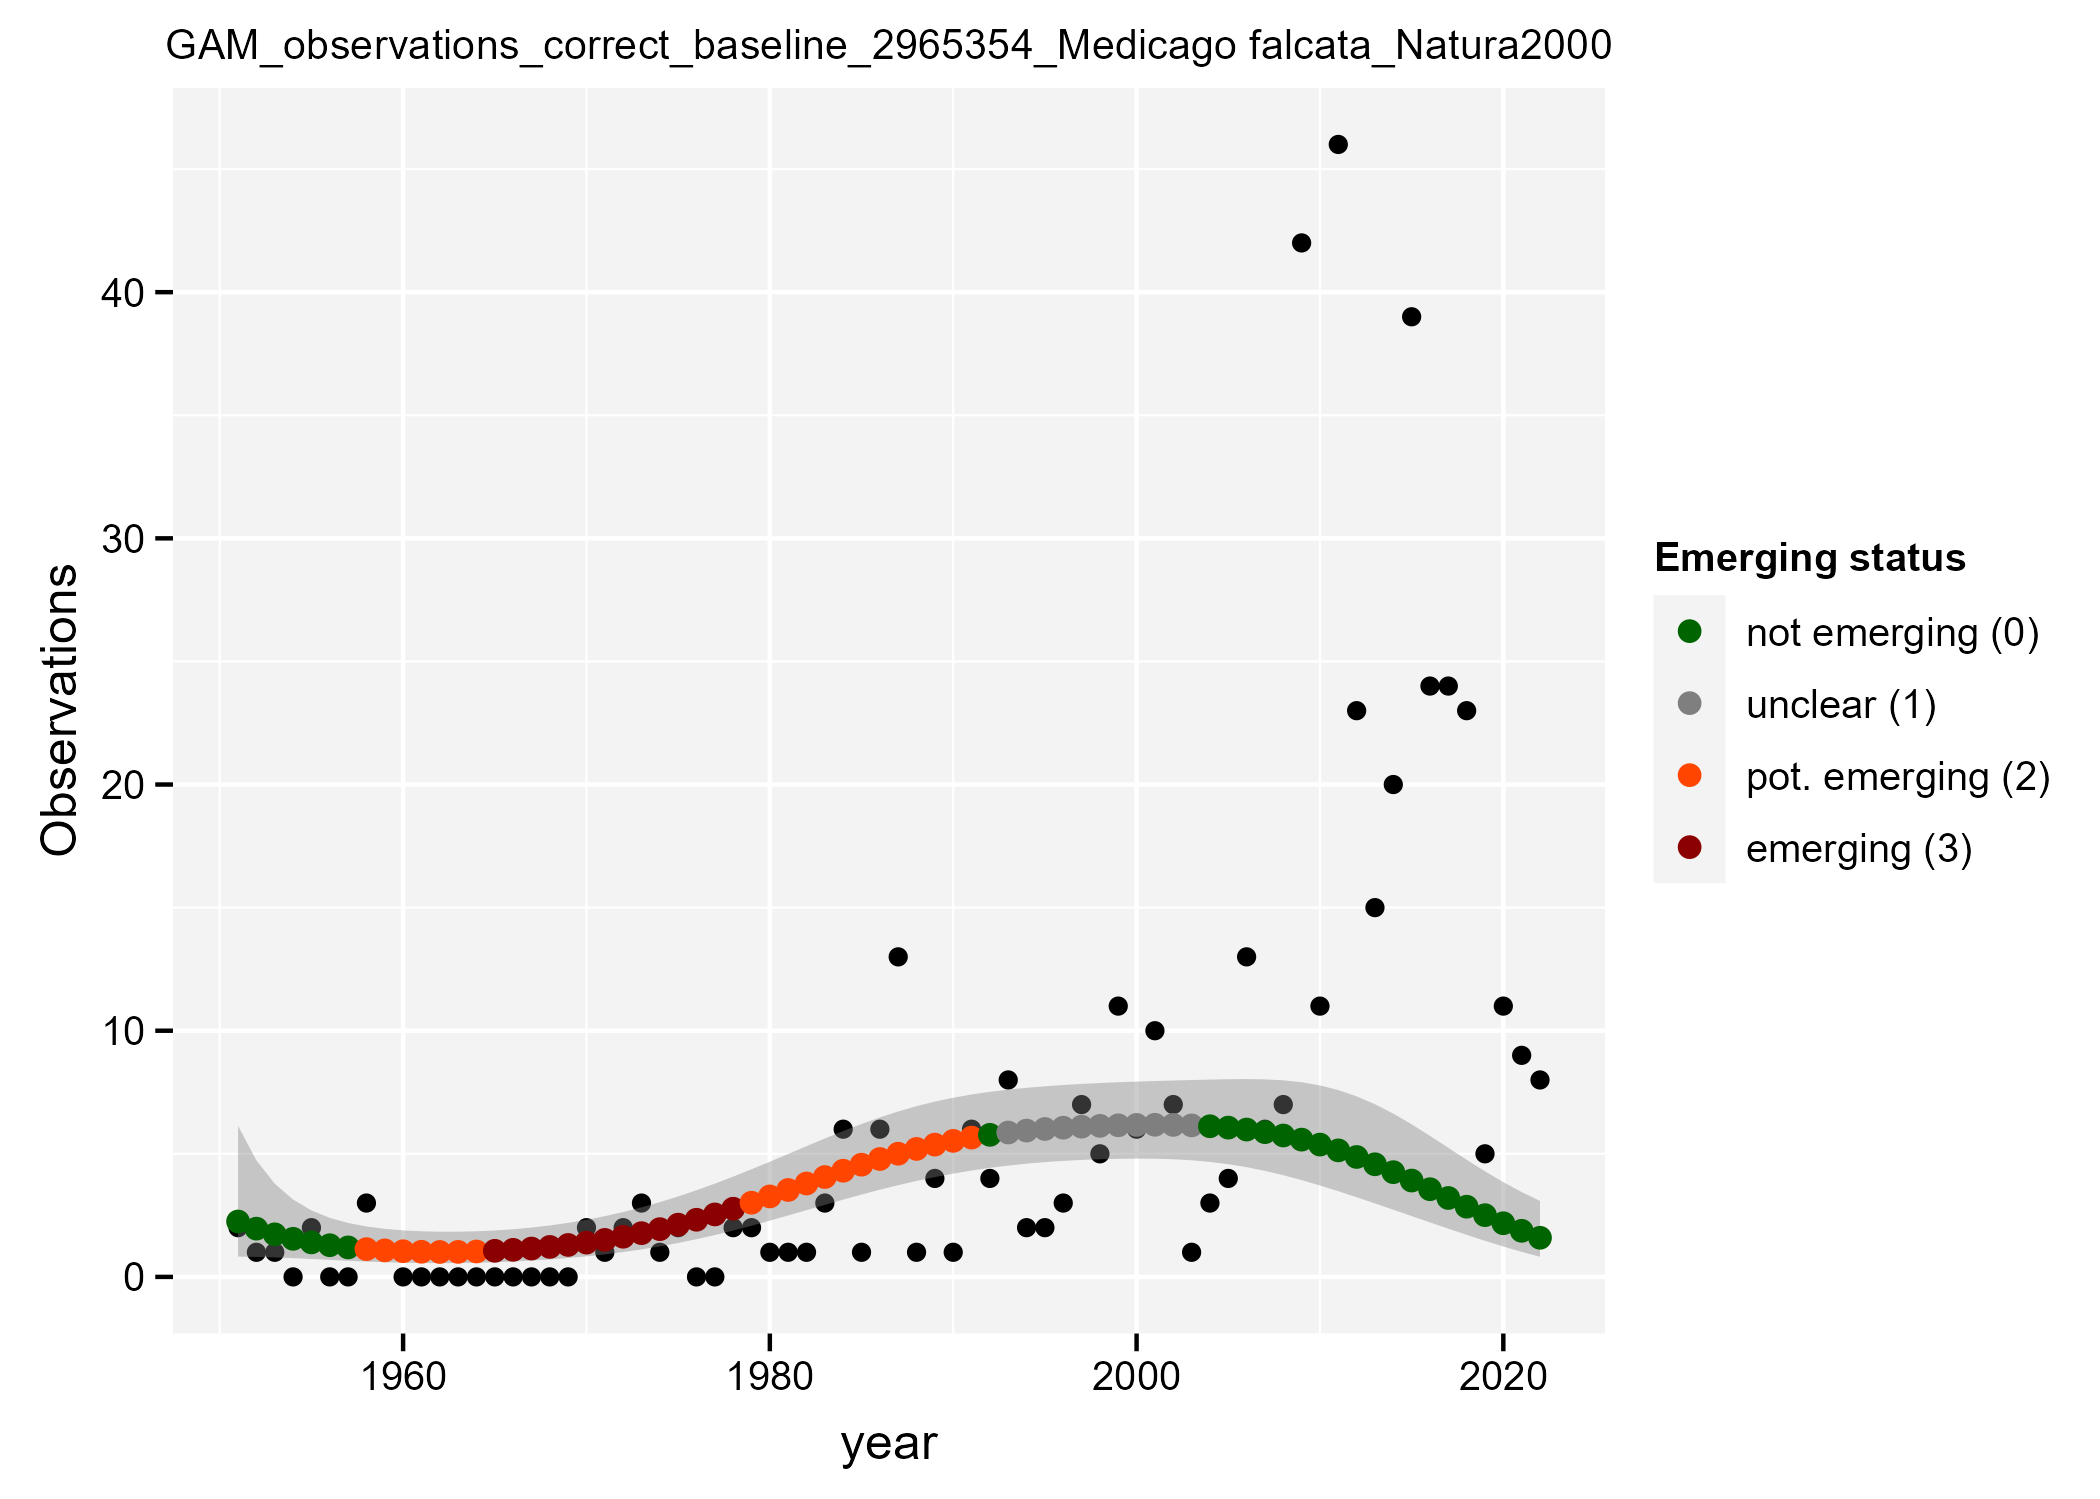 GAM_observations_correct_baseline_2965354_Medicago falcata_Natura2000
Observations
40
30
20
10
0
1960
1980
2000
2020
year
Emerging status
not emerging (0)
unclear (1)
pot. emerging (2)
emerging (3)